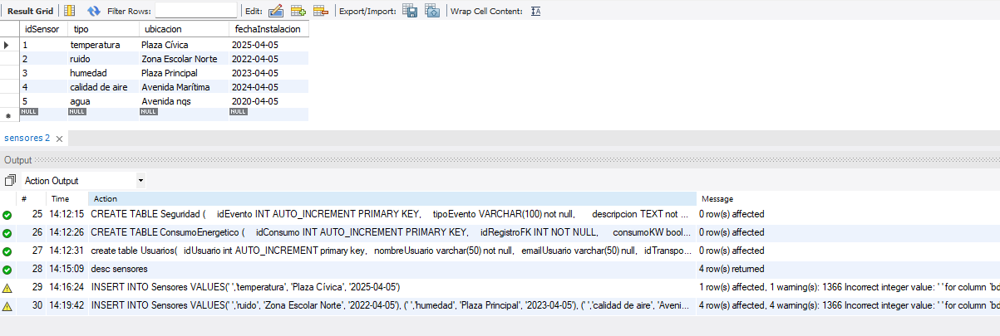 Result Grid Filter Rows: Edit: Export/Import: Wrap Cell Content:
idSensor tipo ubicacion fechaInstalacion
1 temperatura Plaza Cívica 2025-04-05
2 ruido Zona Escolar Norte 2022-04-05
3 humedad Plaza Principal 2023-04-05
4 calidad de aire Avenida Marítima 2024-04-05
5 agua Avenida nqs 2020-04-05
NULL NULL NULL NULL
sensores 2
Output
Action Output
# Time Action Message
25 14:12:15 CREATE TABLE Seguridad ( idEvento INT AUTO_INCREMENT PRIMARY KEY, tipoEvento VARCHAR(100) not null, descripcion TEXT not ... 0 row(s) affected
26 14:12:26 CREATE TABLE ConsumoEnergetico ( idConsumo INT AUTO_INCREMENT PRIMARY KEY, idRegistroFK INT NOT NULL, consumoKW bool... 0 row(s) affected
27 14:12:31 create table Usuarios( idUsuario int AUTO_INCREMENT primary key, nombreUsuario varchar(50) not null, emailUsuario varchar(50) null, idTranspo... 0 row(s) affected
28 14:15:09 desc sensores 4 row(s) returned
29 14:16:24 INSERT INTO Sensores VALUES(' ','temperatura', 'Plaza Cívica', '2025-04-05') 1 row(s) affected, 1 warning(s): 1366 Incorrect integer value: ' ' for column 'bd
30 14:19:42 INSERT INTO Sensores VALUES(' ','ruido', 'Zona Escolar Norte', '2022-04-05'), (' ','humedad', 'Plaza Principal', '2023-04-05'), (' ','calidad de aire', 'Aveni... 4 row(s) affected, 4 warning(s): 1366 Incorrect integer value: ' ' for column 'bd